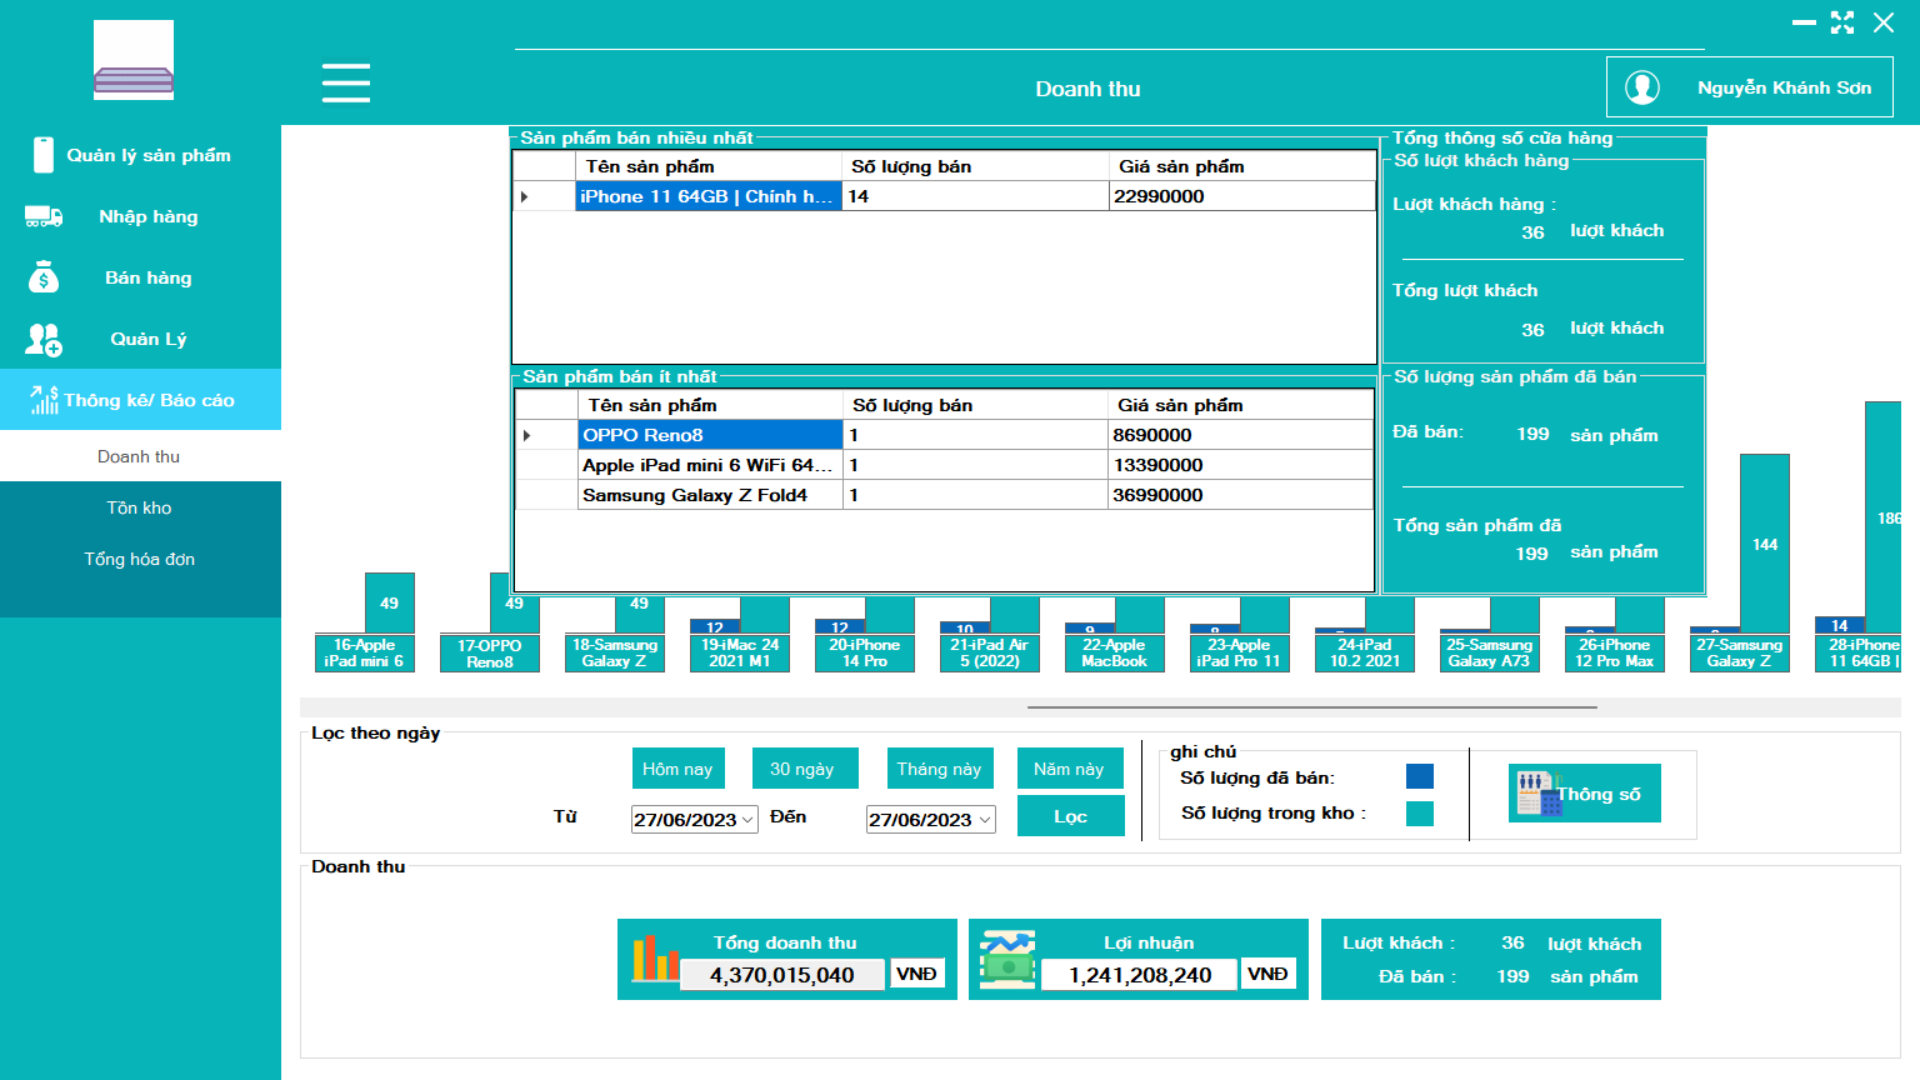 Doanh thu
Nguyễn Khánh Sơn
Quản lý sản phẩm
Nhập hàng
Bán hàng
Quản Lý
Thông kê/ Báo cáo
Doanh thu
Tồn kho
Tổng hóa đơn
Sản phẩm bán nhiều nhất
Tên sản phẩm Số lượng bán Giá sản phẩm
iPhone 11 64GB | Chính h... 14 22990000
Sản phẩm bán ít nhất
Tên sản phẩm Số lượng bán Giá sản phẩm
OPPO Reno8 1 8690000
Apple iPad mini 6 WiFi 64... 1 13390000
Samsung Galaxy Z Fold4 1 36990000
Tổng thông số cửa hàng
Số lượt khách hàng
Lượt khách hàng :
36 lượt khách
Tổng lượt khách
36 lượt khách
Số lượng sản phẩm đã bán
Đã bán: 199 sản phẩm
Tổng sản phẩm đã
199 sản phẩm
186
144
49 49 49
12 12 10 9 14
16-Apple
iPad mini 6
17-OPPO
Reno8
18-Samsung
Galaxy Z
19-iMac 24
2021 M1
20-iPhone
14 Pro
21-iPad Air
5 (2022)
22-Apple
MacBook
23-Apple
iPad Pro 11
24-iPad
10.2 2021
25-Samsung
Galaxy A73
26-iPhone
12 Pro Max
27-Samsung
Galaxy Z
28-iPhone
11 64GB |
Lọc theo ngày
Hôm nay 30 ngày Tháng này Năm này
Từ 27/06/2023 Đến 27/06/2023 Lọc
ghi chú
Số lượng đã bán:
Số lượng trong kho :
Thông số
Doanh thu
Tổng doanh thu
4,370,015,040 VNĐ
Lợi nhuận
1,241,208,240 VNĐ
Lượt khách : 36 lượt khách
Đã bán : 199 sản phẩm